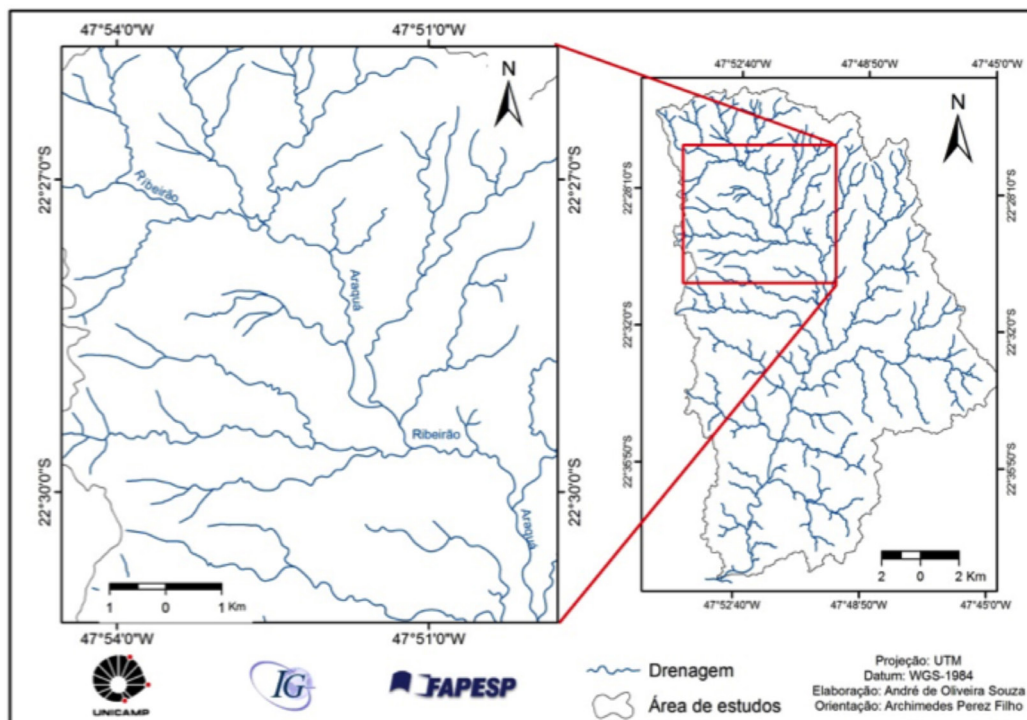 47°54'0"W
47°51'0"W
N
22°27'0"S
22°27'0"S
Ribeirão
Araquá
Ribeirão
22°30'0"S
22°30'0"S
Araquá
1 0 1 Km
47°54'0"W
47°51'0"W
47°52'40"W
47°48'50"W
47°45'0"W
N
22°28'10"S
22°28'10"S
22°32'0"S
22°32'0"S
22°35'50"S
22°35'50"S
2 0 2 Km
47°52'40"W
47°48'50"W
47°45'0"W
UNICAMP
IG
FAPESP
Drenagem
Área de estudos
Projeção: UTM
Datum: WGS-1984
Elaboração: André de Oliveira Souza
Orientação: Archimedes Perez Filho